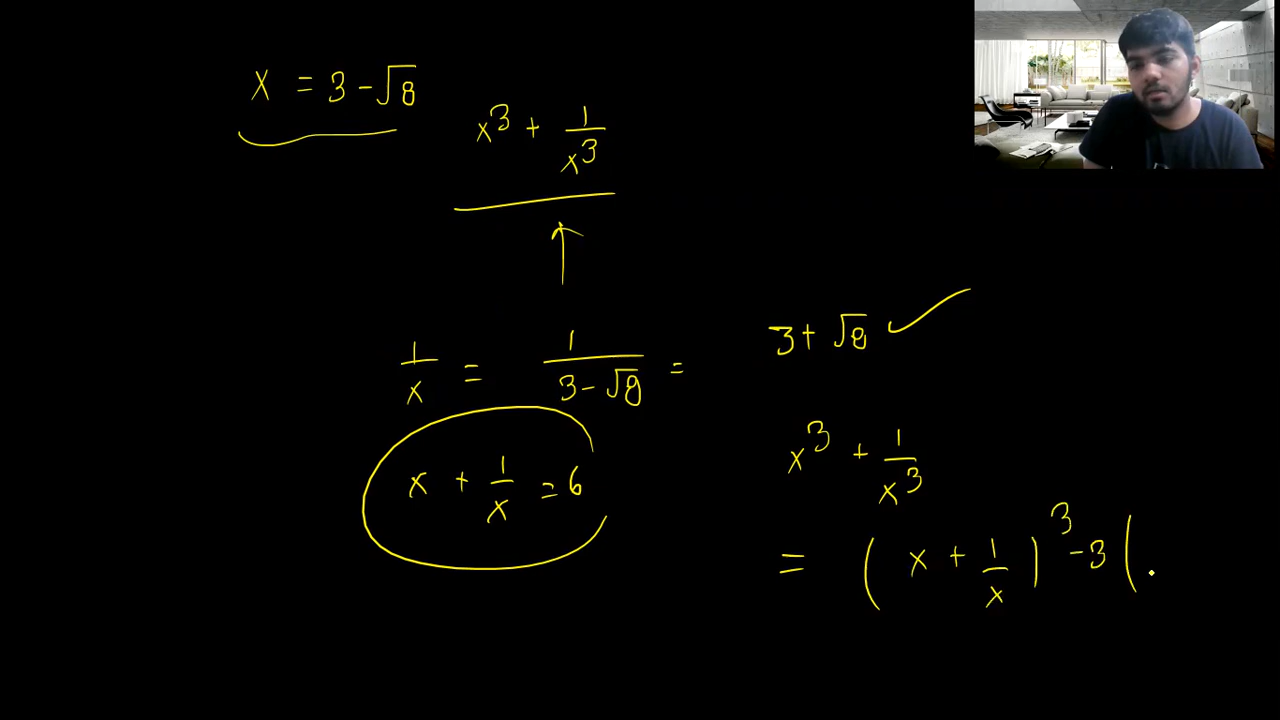 x = 3 - √8
x³ + 1/x³
1/x = 1/(3 - √8) =
3 + √8
x + 1/x = 6
x³ + 1/x³
= (x + 1/x)³ - 3(